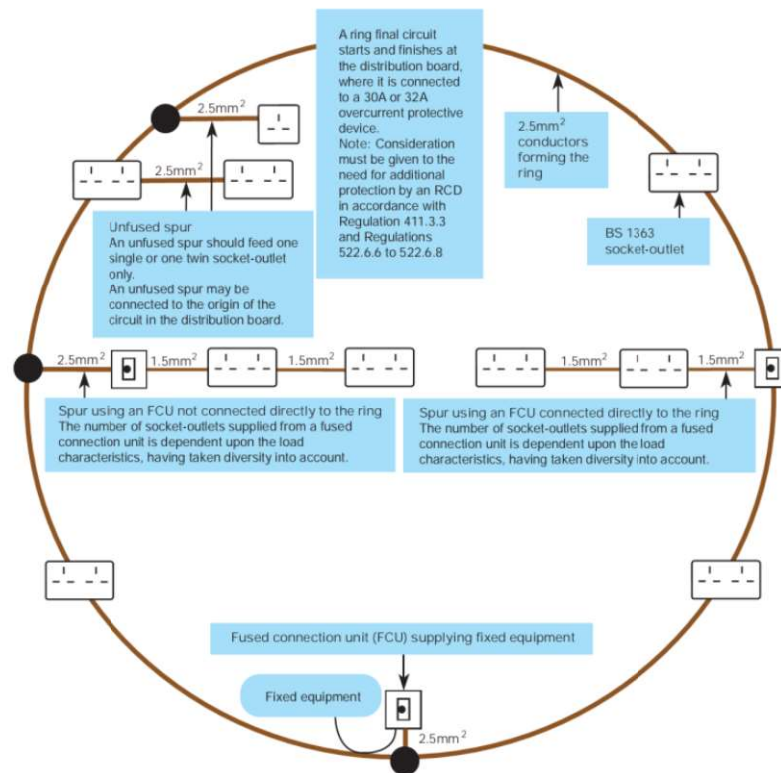 A ring final circuit
starts and finishes at
the distribution board,
where it is connected
to a 30A or 32A
overcurrent protective
device.
Note: Consideration
must be given to the
need for additional
protection by an RCD
in accordance with
Regulation 411.3.3
and Regulations
522.6.6 to 522.6.8
2.5mm²
2.5mm²
2.5mm²
conductors
forming the
ring
Unfused spur
An unfused spur should feed one
single or one twin socket-outlet
only.
An unfused spur may be
connected to the origin of the
circuit in the distribution board.
BS 1363
socket-outlet
2.5mm²
1.5mm²
1.5mm²
1.5mm²
1.5mm²
Spur using an FCU not connected directly to the ring
The number of socket-outlets supplied from a fused
connection unit is dependent upon the load
characteristics, having taken diversity into account.
Spur using an FCU connected directly to the ring
The number of socket-outlets supplied from a fused
connection unit is dependent upon the load
characteristics, having taken diversity into account.
Fused connection unit (FCU) supplying fixed equipment
Fixed equipment
2.5mm²